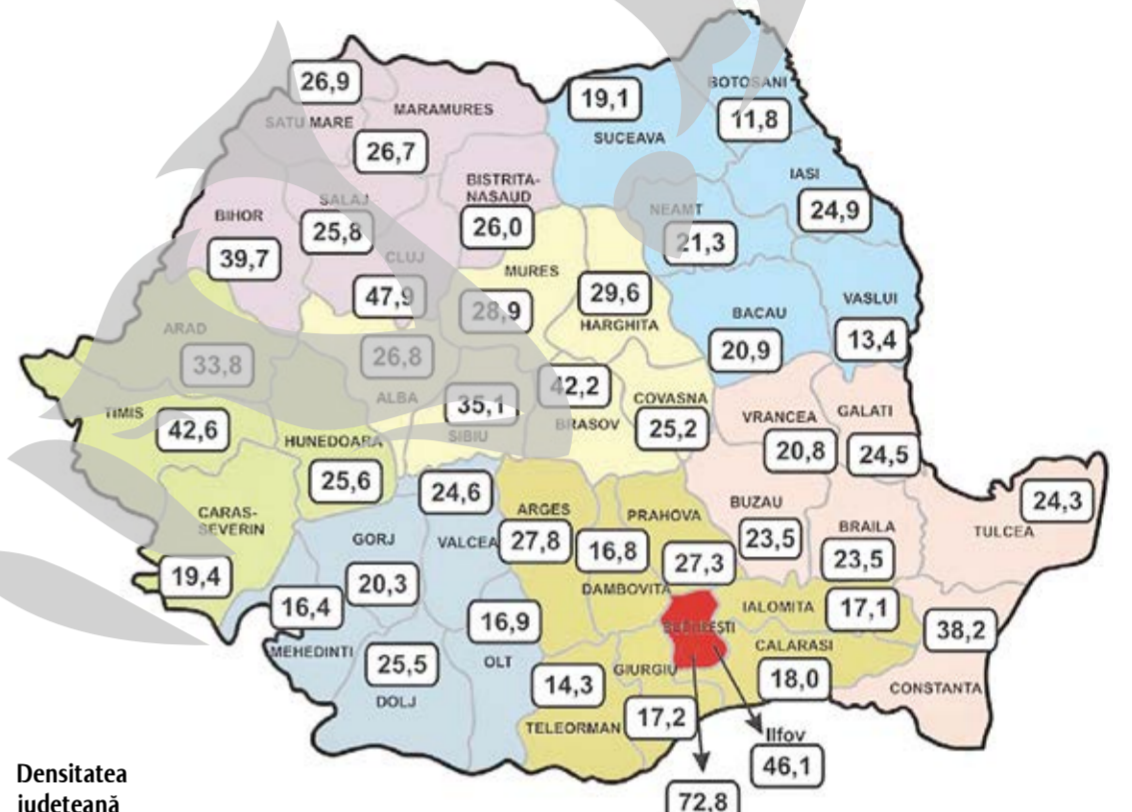 26,9
SATU MARE
MARAMURES
26,7
19,1
SUCEAVA
BOTOSANI
11,8
IASI
24,9
BISTRITA-
NASAUD
26,0
SALAJ
25,8
BIHOR
39,7
CLUJ
47,9
NEAMT
21,3
MURES
28,9
29,6
HARGHITA
BACAU
20,9
VASLUI
13,4
ARAD
33,8
26,8
ALBA
35,1
SIBIU
42,2
BRASOV
COVASNA
25,2
VRANCEA
20,8
GALATI
24,5
TIMIS
42,6
HUNEDOARA
25,6
24,6
VALCEA
ARGES
27,8
PRAHOVA
27,3
16,8
DAMBOVITA
BUZAU
23,5
BRAILA
23,5
24,3
TULCEA
CARAS-
SEVERIN
19,4
GORJ
20,3
16,4
MEHEDINTI
25,5
DOLJ
16,9
OLT
14,3
TELEORMAN
GIURGIU
17,2
BUCURESTI
IALOMITA
17,1
CALARASI
18,0
38,2
CONSTANTA
Ilfov
46,1
72,8
Densitatea
județeană